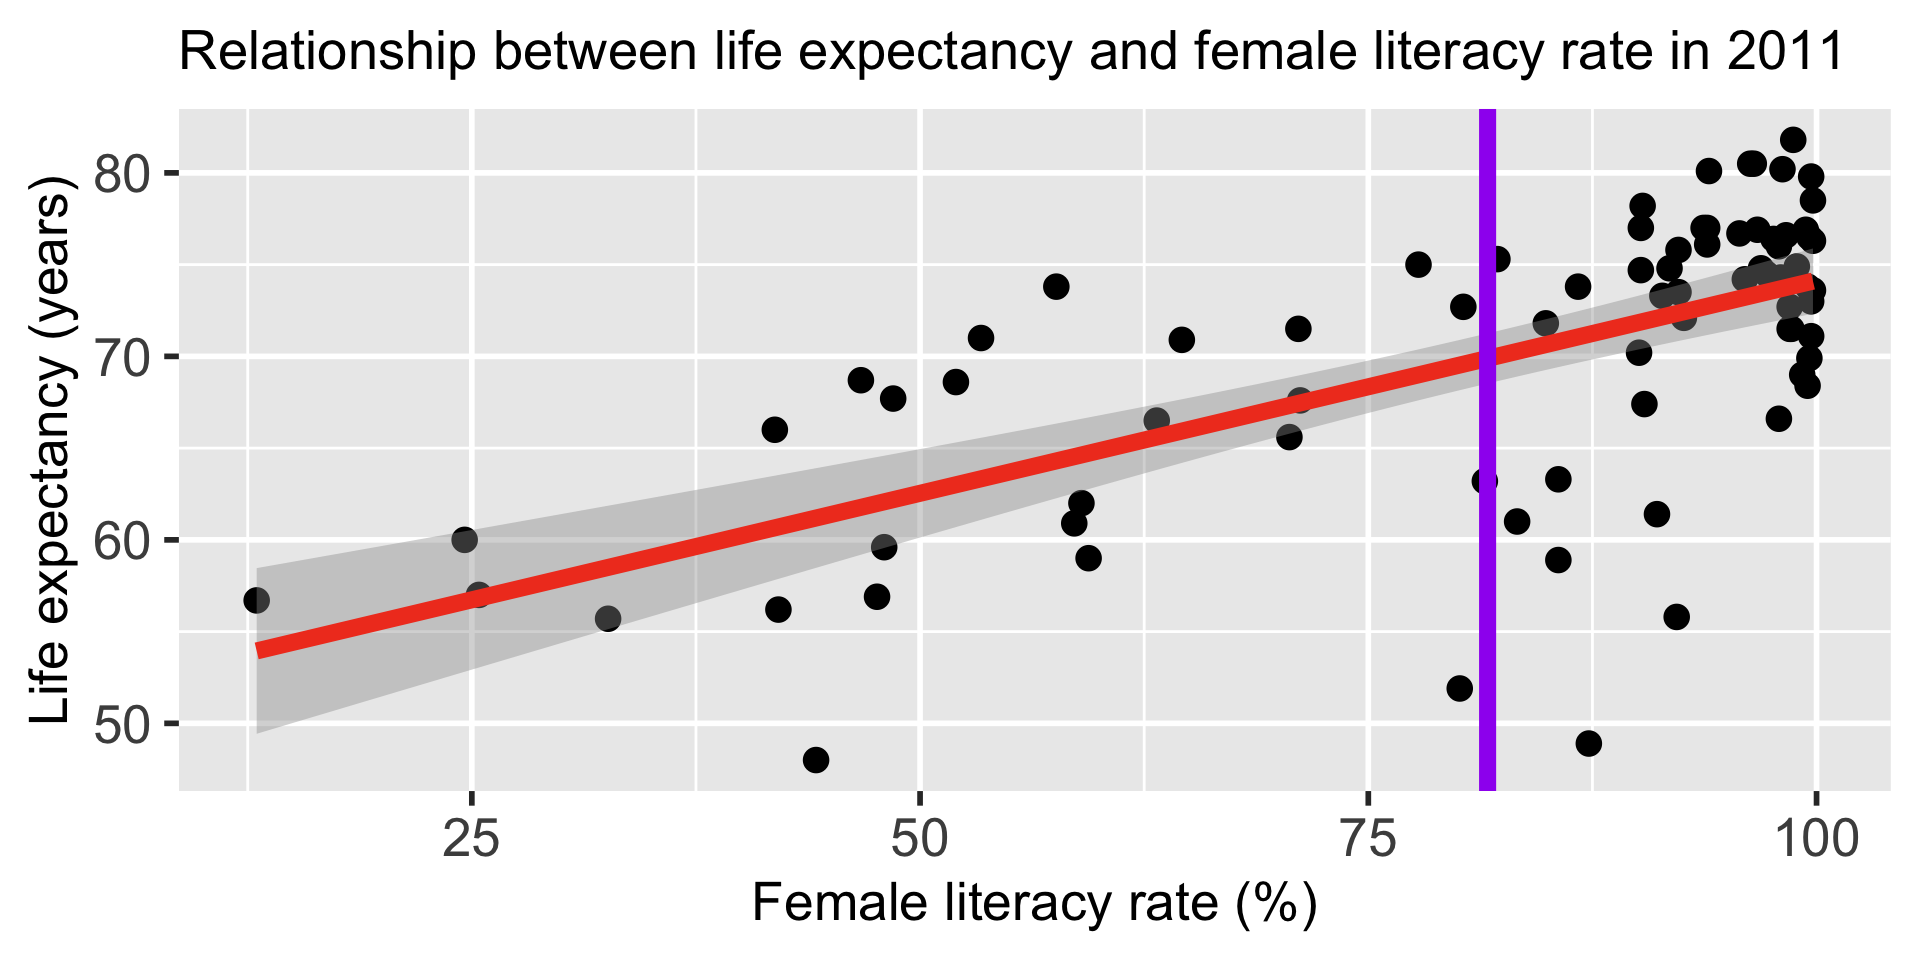 Relationship between life expectancy and female literacy rate in 2011
Life expectancy (years)
80
70
60
50
25
50
75
100
Female literacy rate (%)